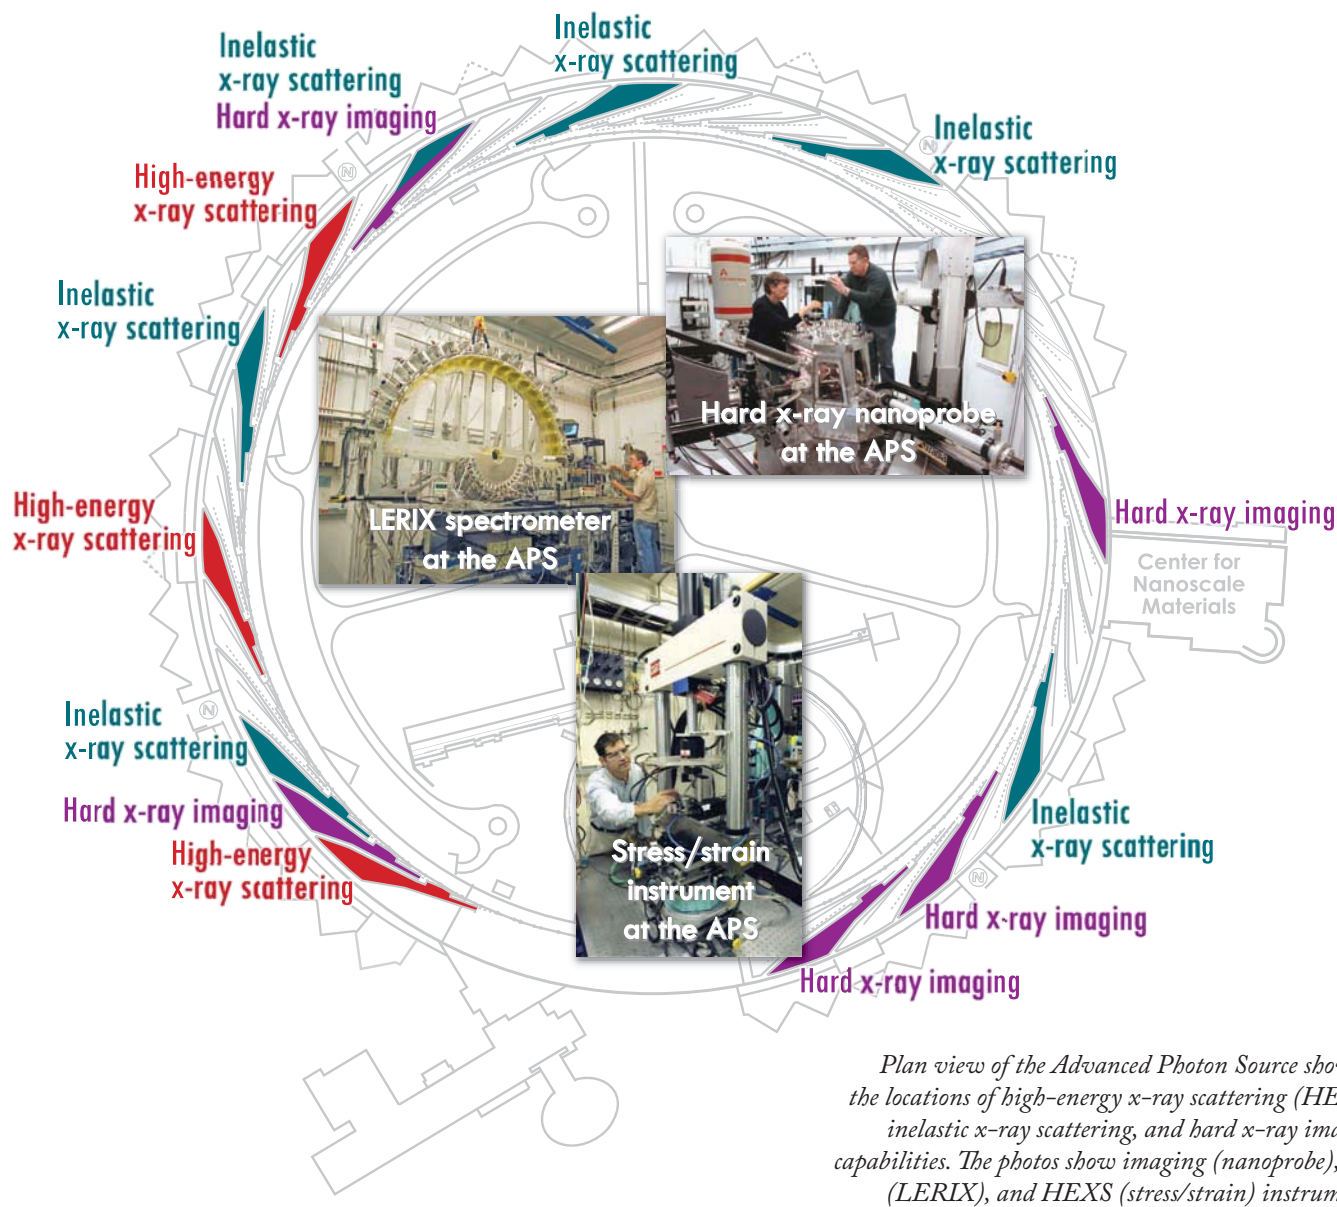 Inelastic
x-ray scattering
Hard x-ray imaging
Inelastic
x-ray scattering
Inelastic
x-ray scattering
High-energy
x-ray scattering
Inelastic
x-ray scattering
High-energy
x-ray scattering
Inelastic
x-ray scattering
Hard x-ray imaging
High-energy
x-ray scattering
Hard x-ray nanoprobe
at the APS
LERIX spectrometer
at the APS
Stress/strain
instrument
at the APS
Hard x-ray imaging
Center for
Nanoscale
Materials
Inelastic
x-ray scattering
Hard x-ray imaging
Hard x-ray imaging
N
N
N
N
Plan view of the Advanced Photon Source sho
the locations of high-energy x-ray scattering (HE
inelastic x-ray scattering, and hard x-ray ima
capabilities. The photos show imaging (nanoprobe),
(LERIX), and HEXS (stress/strain) instrum